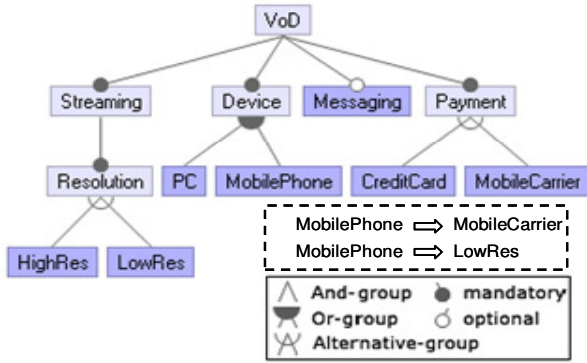 VoD
Streaming Device Messaging Payment
Resolution PC MobilePhone CreditCard MobileCarrier
HighRes LowRes
MobilePhone ⇨ MobileCarrier
MobilePhone ⇨ LowRes
And-group mandatory
Or-group optional
Alternative-group